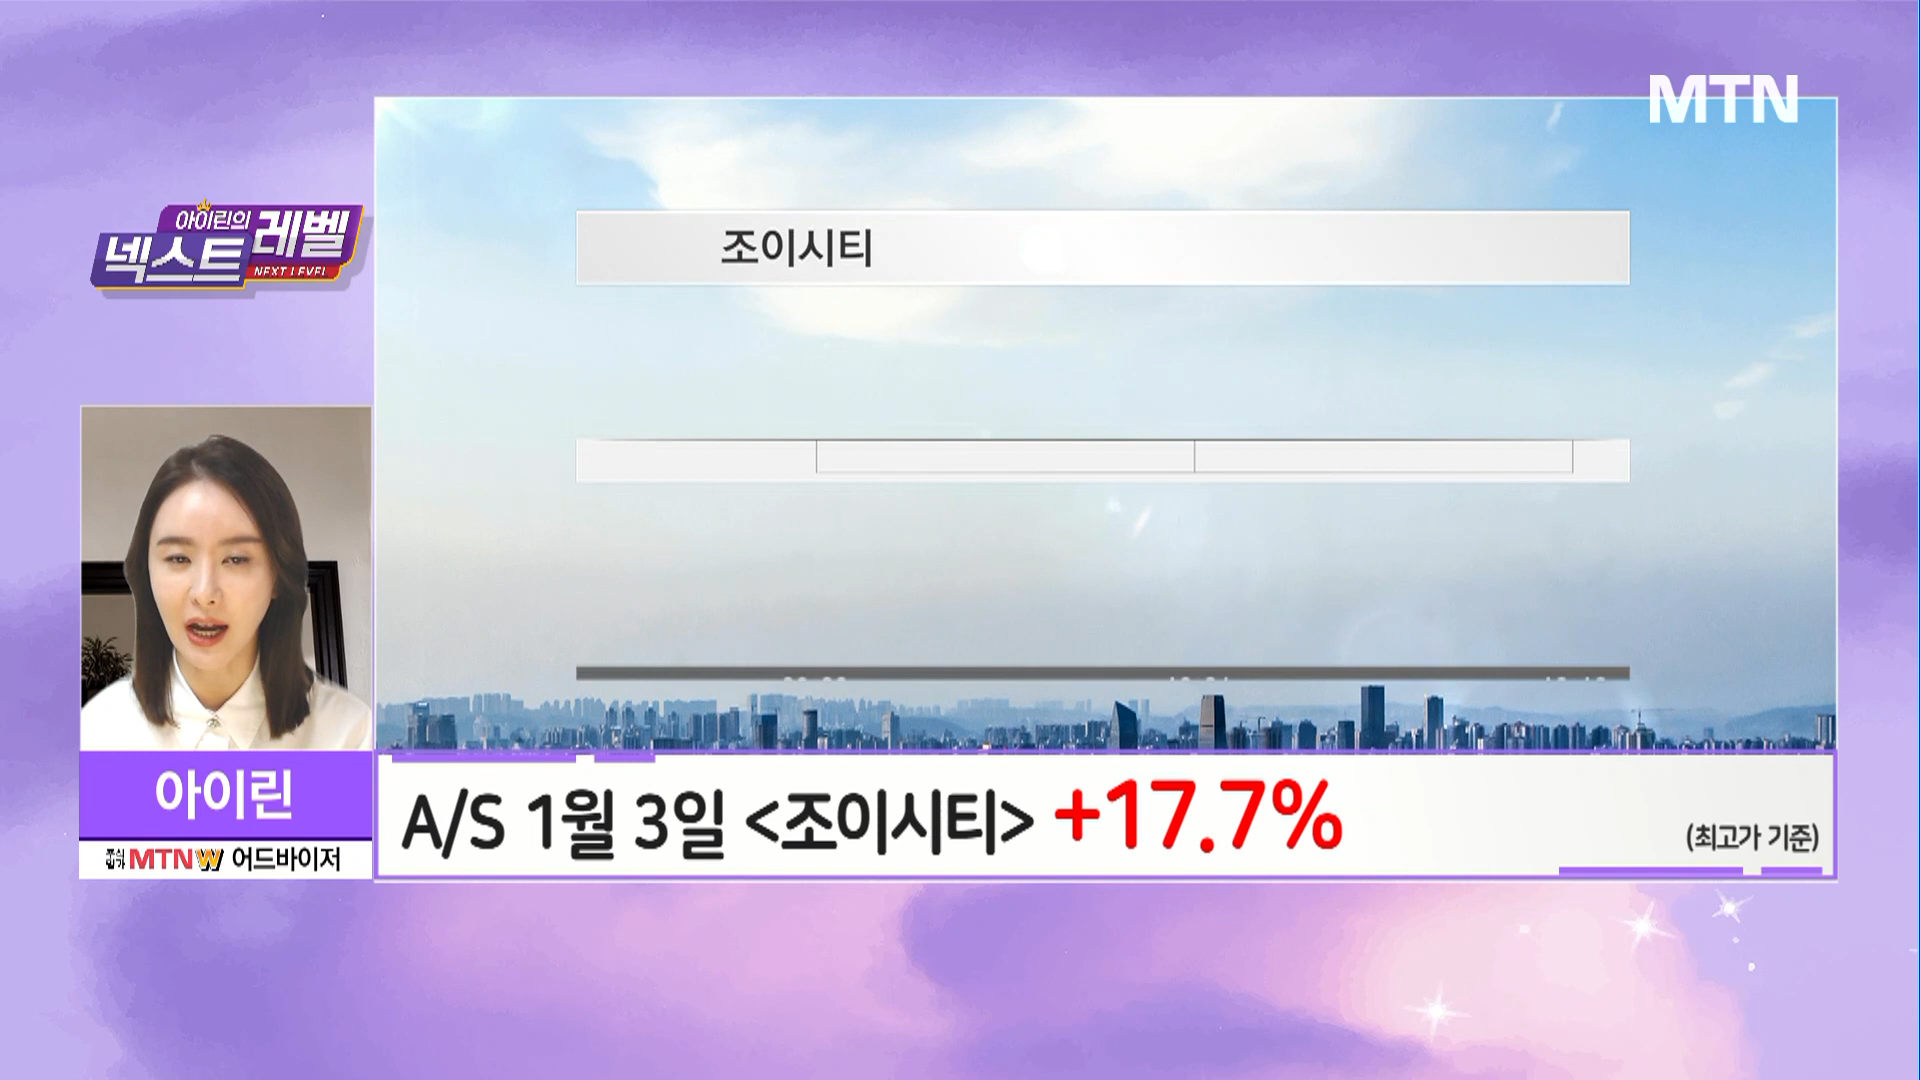 MTN
아이린의
넥스트 레벨
NEXT LEVEL
조이시티
아이린
MTNW 어드바이저
A/S 1월 3일 <조이시티> +17.7%
(최고가 기준)